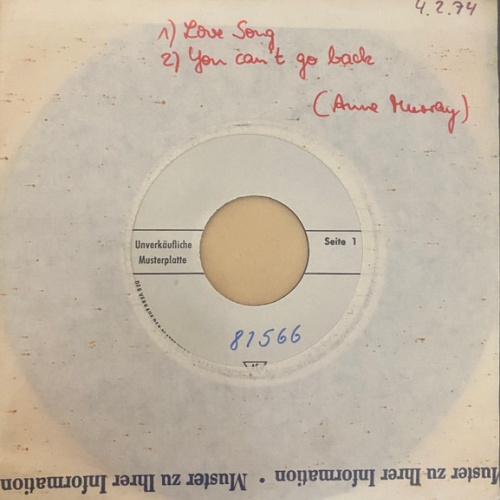 4.2.74
1) Love Song
2) You can't go back
(Anne Murray)
Unverkäufliche
Musterplatte
Seite 1
81566
Muster zu Ihrer Information • Muster zu Ihrer Information